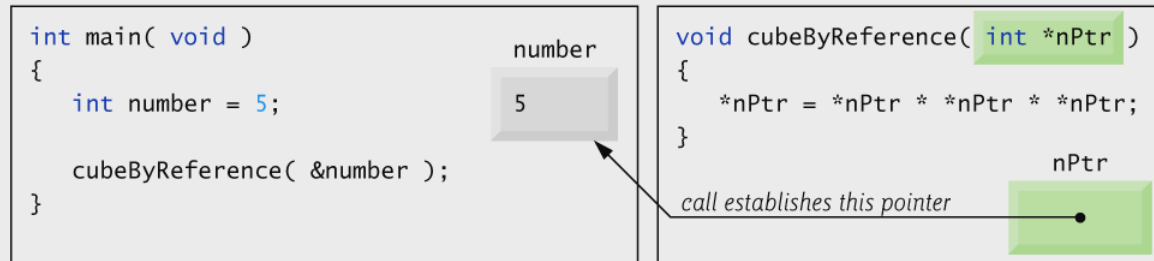 int main( void )
{
int number = 5;
cubeByReference( &number );
}
number
5
void cubeByReference( int *nPtr )
{
*nPtr = *nPtr * *nPtr * *nPtr;
}
nPtr
call establishes this pointer